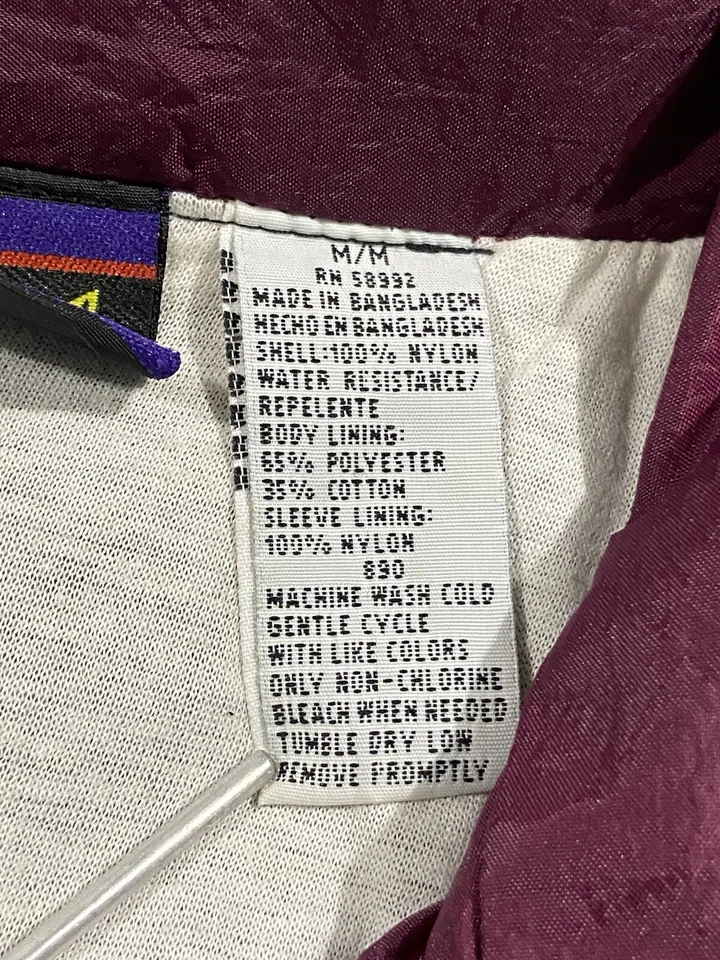 M/M
RN 58992
MADE IN BANGLADESH
HECHO EN BANGLADESH
SHELL:100% NYLON
WATER RESISTANCE/
REPELENTE
BODY LINING:
65% POLYESTER
35% COTTON
SLEEVE LINING:
100% NYLON
890
MACHINE WASH COLD
GENTLE CYCLE
WITH LIKE COLORS
ONLY NON-CHLORINE
BLEACH WHEN NEEDED
TUMBLE DRY LOW
REMOVE PROMPTLY